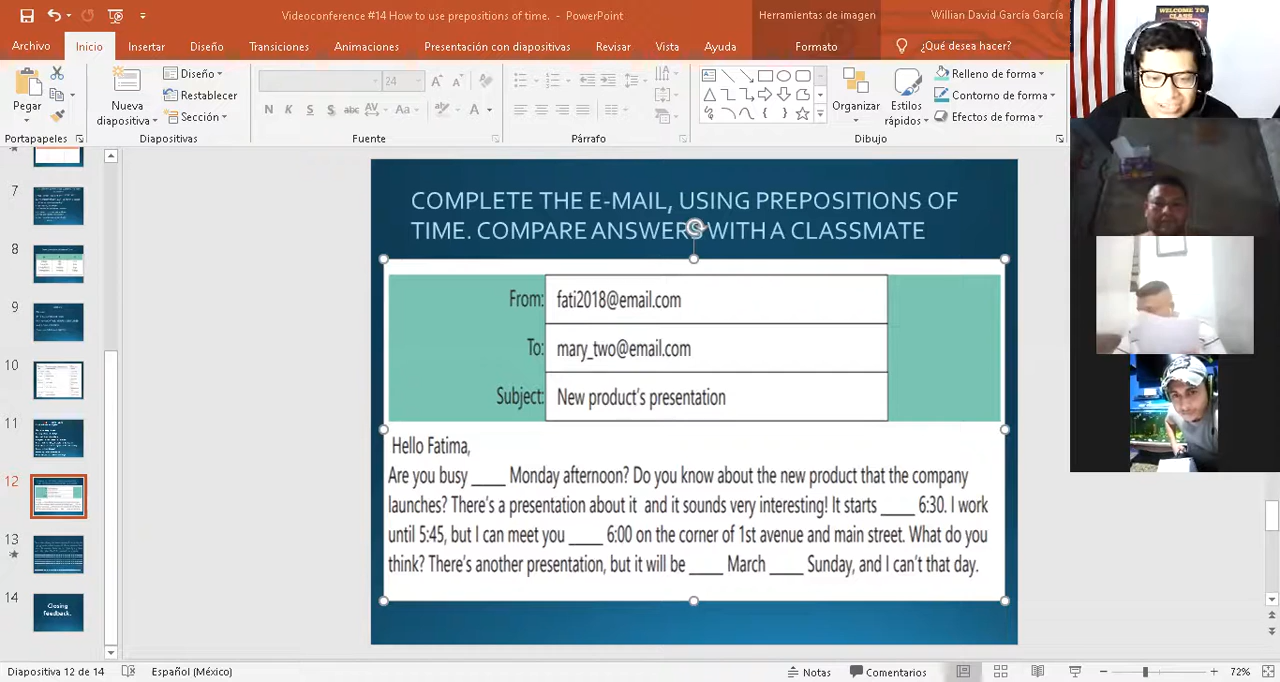 Videoconference #14 How to use prepositions of time. - PowerPoint
Herramientas de imagen
Willian David García García
WELCOME TO CLASS
Archivo
Inicio
Insertar
Diseño
Transiciones
Animaciones
Presentación con diapositivas
Revisar
Vista
Ayuda
Formato
¿Qué desea hacer?
Pegar
Nueva diapositiva
Diseño
Restablecer
Sección
24
N K S S abc AV Aa A
Organizar
Estilos rápidos
Relleno de forma
Contorno de forma
Efectos de forma
Portapapeles
Diapositivas
Fuente
Párrafo
Dibujo
7
8
9
10
11
12
13
14
Closing
feedback.
COMPLETE THE E-MAIL, USING PREPOSITIONS OF
TIME. COMPARE ANSWERS WITH A CLASSMATE
From: fati2018@email.com
To: mary_two@email.com
Subject: New product's presentation
Hello Fatima,
Are you busy ____ Monday afternoon? Do you know about the new product that the company
launches? There's a presentation about it and it sounds very interesting! It starts ____ 6:30. I work
until 5:45, but I can meet you ____ 6:00 on the corner of 1st avenue and main street. What do you
think? There's another presentation, but it will be ____ March ____ Sunday, and I can't that day.
Diapositiva 12 de 14
Español (México)
Notas
Comentarios
72%